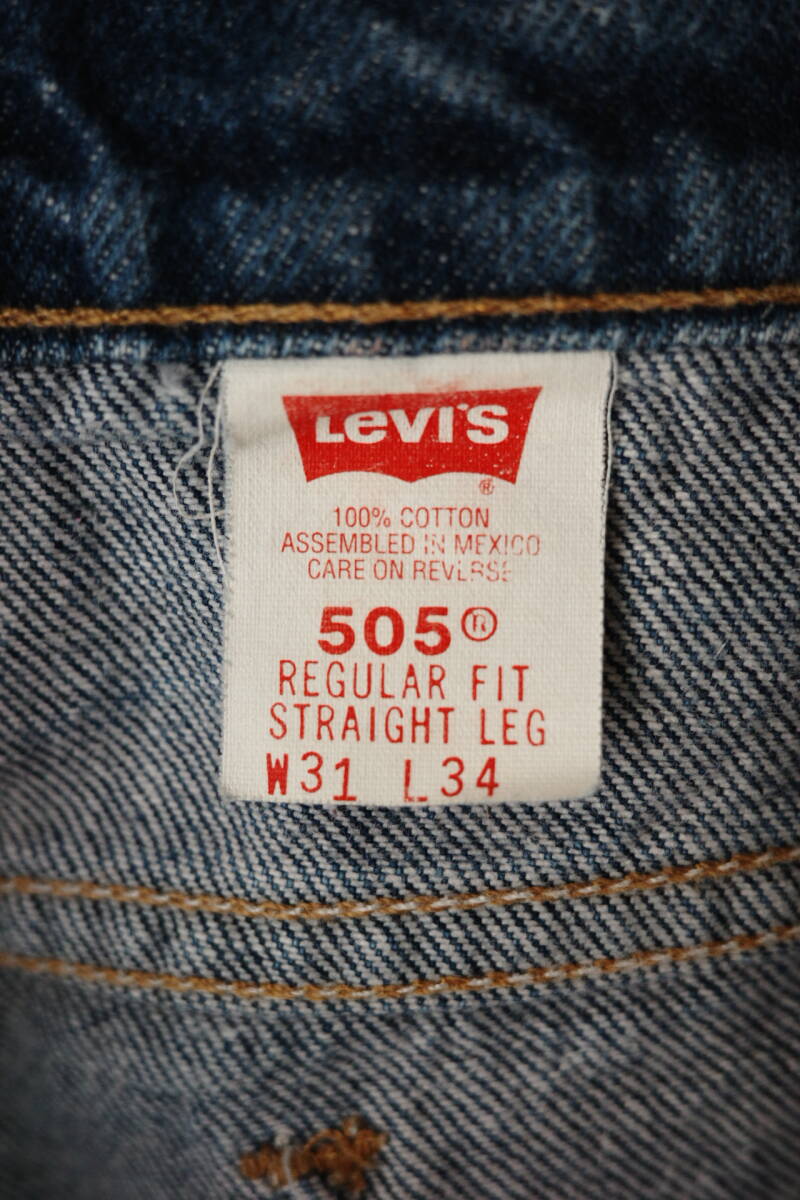 LEVI'S
®
100% COTTON
ASSEMBLED IN MEXICO
CARE ON REVERSE
505®
REGULAR FIT
STRAIGHT LEG
W31 L34